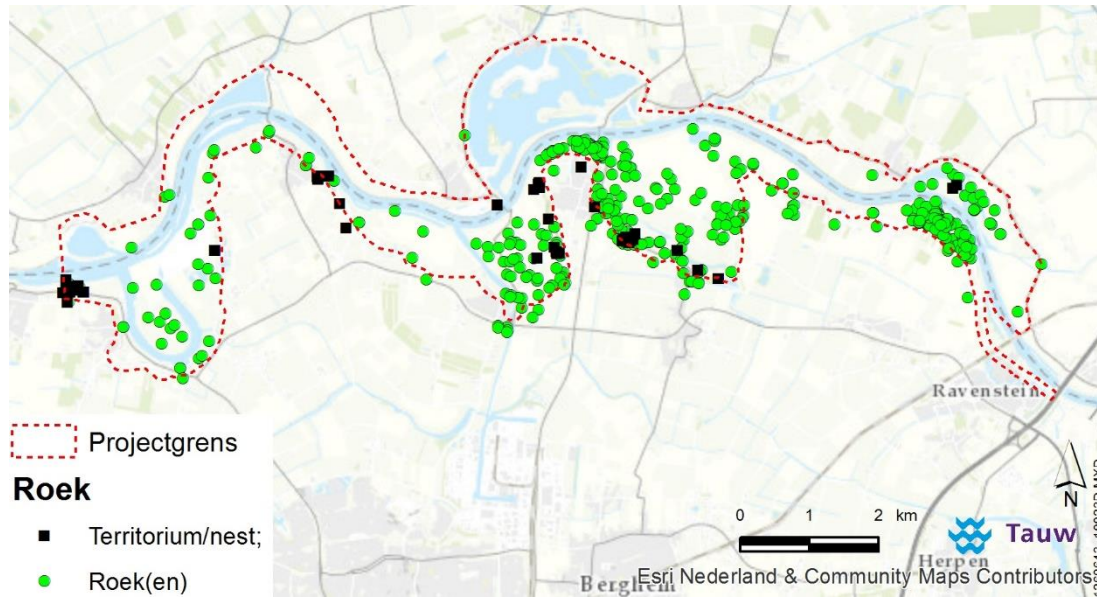 Projectgrens
Roek
Territorium/nest;
Roek(en)
Ravenstein
Herpen
Berghem
0 1 2 km
N
Tauw
Esri Nederland & Community Maps Contributors